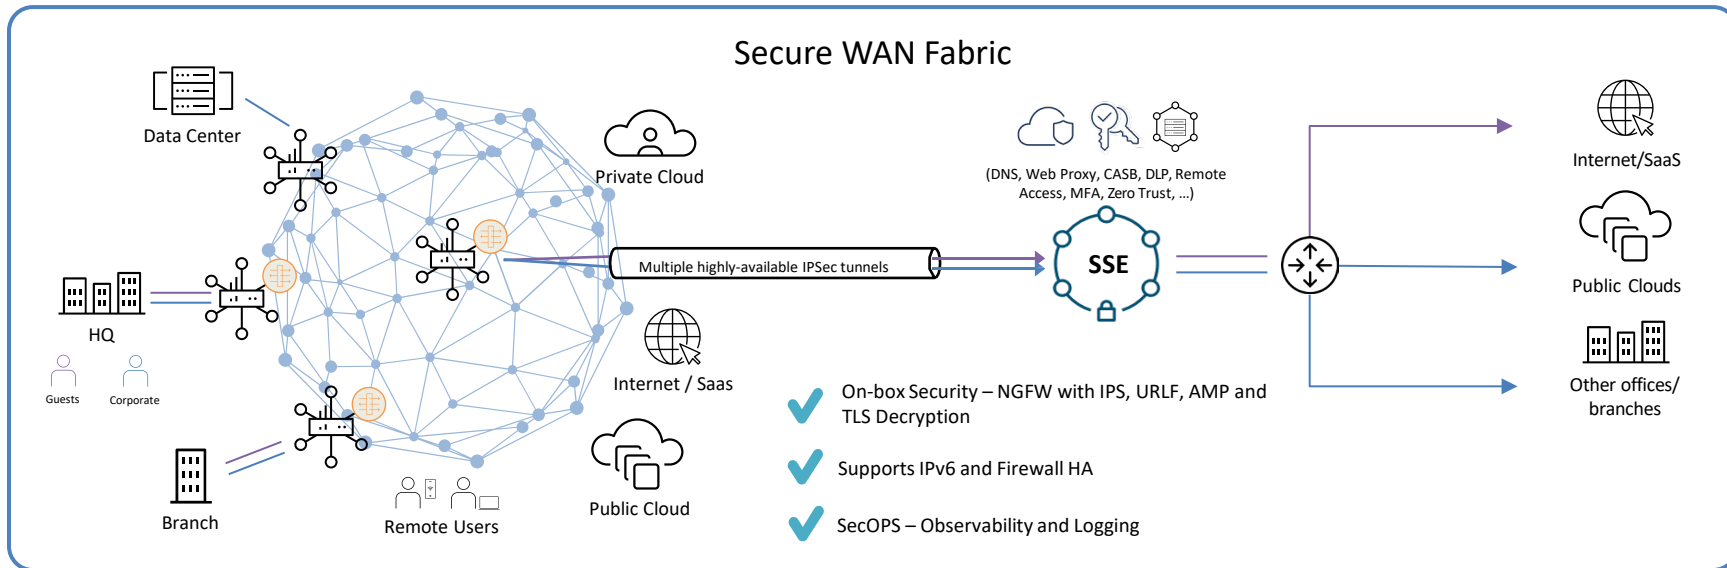 Secure WAN Fabric
Data Center
Private Cloud
(DNS, Web Proxy, CASB, DLP, Remote
Access, MFA, Zero Trust, ...)
Internet/SaaS
Multiple highly-available IPSec tunnels
SSE
Public Clouds
HQ
Guests
Corporate
Internet / Saas
Other offices/
branches
On-box Security – NGFW with IPS, URLF, AMP and
TLS Decryption
Supports IPv6 and Firewall HA
SecOPS – Observability and Logging
Branch
Remote Users
Public Cloud